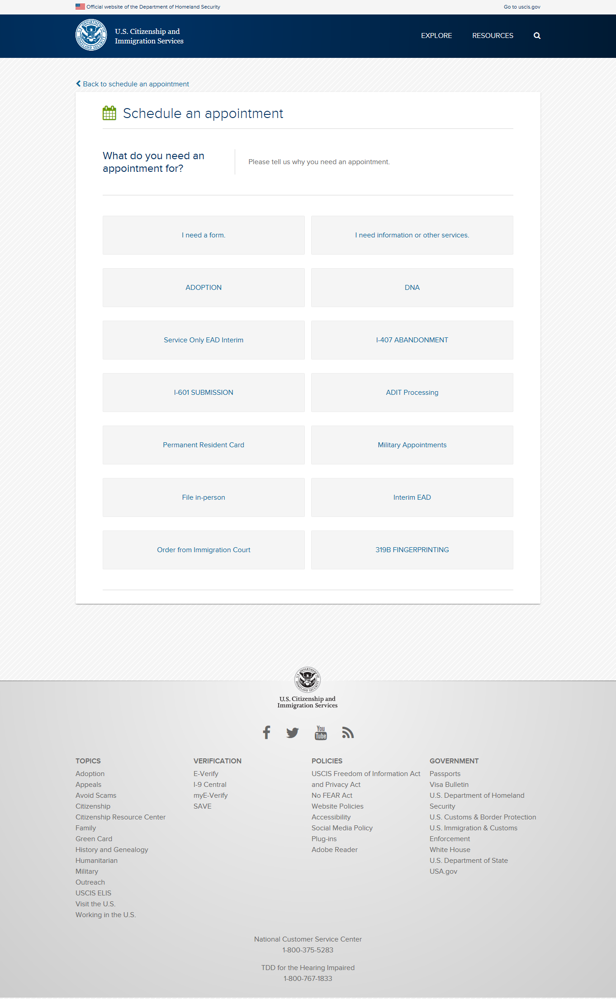 Official website of the Department of Homeland Security
Go to uscis.gov
U.S. Citizenship and
Immigration Services
EXPLORE
RESOURCES
Back to schedule an appointment
Schedule an appointment
What do you need an
appointment for?
Please tell us why you need an appointment.
I need a form.
I need information or other services.
ADOPTION
DNA
Service Only EAD Interim
I-407 ABANDONMENT
I-601 SUBMISSION
ADIT Processing
Permanent Resident Card
Military Appointments
File in-person
Interim EAD
Order from Immigration Court
319B FINGERPRINTING
U.S. DEPARTMENT OF HOMELAND SECURITY
U.S. Citizenship and
Immigration Services
You
Tube
TOPICS
Adoption
Appeals
Avoid Scams
Citizenship
Citizenship Resource Center
Family
Green Card
History and Genealogy
Humanitarian
Military
Outreach
USCIS ELIS
Visit the U.S.
Working in the U.S.
VERIFICATION
E-Verify
I-9 Central
myE-Verify
SAVE
POLICIES
USCIS Freedom of Information Act
and Privacy Act
No FEAR Act
Website Policies
Accessibility
Social Media Policy
Plug-ins
Adobe Reader
GOVERNMENT
Passports
Visa Bulletin
U.S. Department of Homeland
Security
U.S. Customs & Border Protection
U.S. Immigration & Customs
Enforcement
White House
U.S. Department of State
USA.gov
National Customer Service Center
1-800-375-5283
TDD for the Hearing Impaired
1-800-767-1833